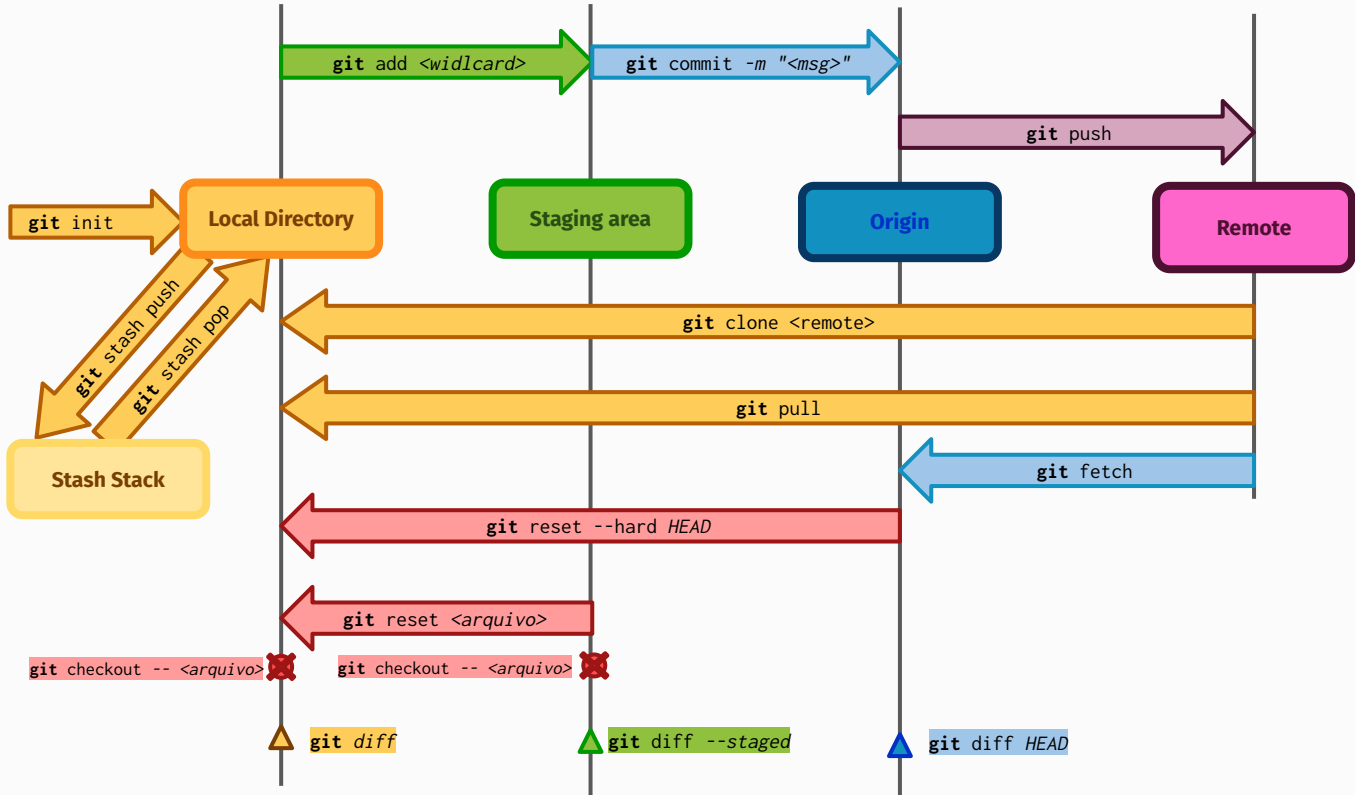 git add <widlcard>
git commit -m "<msg>"
git push
git init
Local Directory
Staging area
Origin
Remote
git stash push
git stash pop
git clone <remote>
git pull
Stash Stack
git fetch
git reset --hard HEAD
git reset <arquivo>
git checkout -- <arquivo>
git checkout -- <arquivo>
git diff
git diff --staged
git diff HEAD